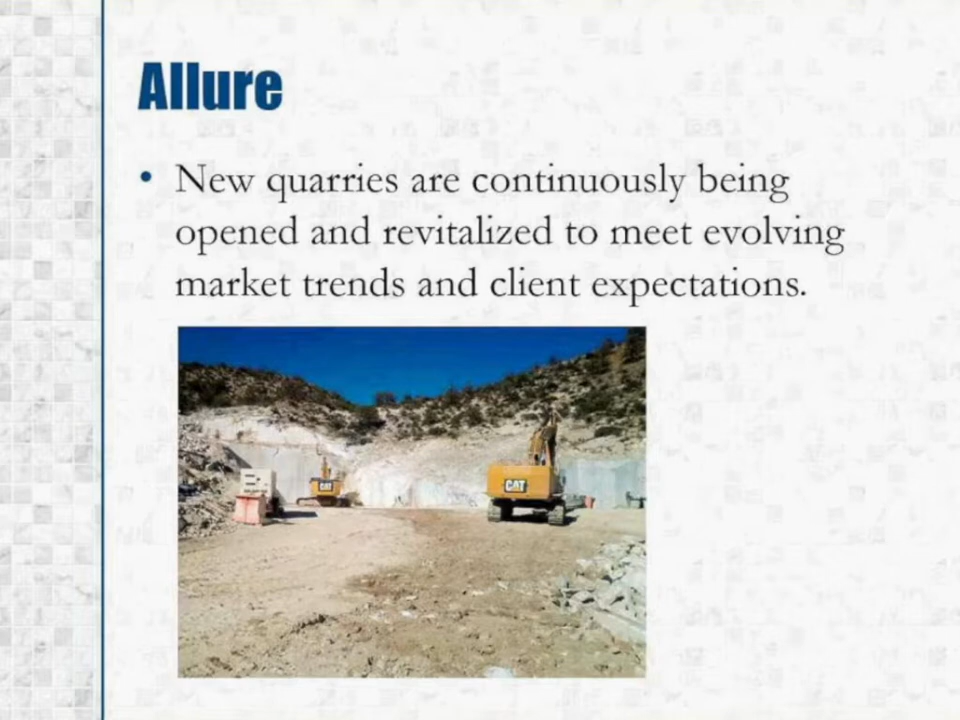 Allure
• New quarries are continuously being
opened and revitalized to meet evolving
market trends and client expectations.
CAT
CAT